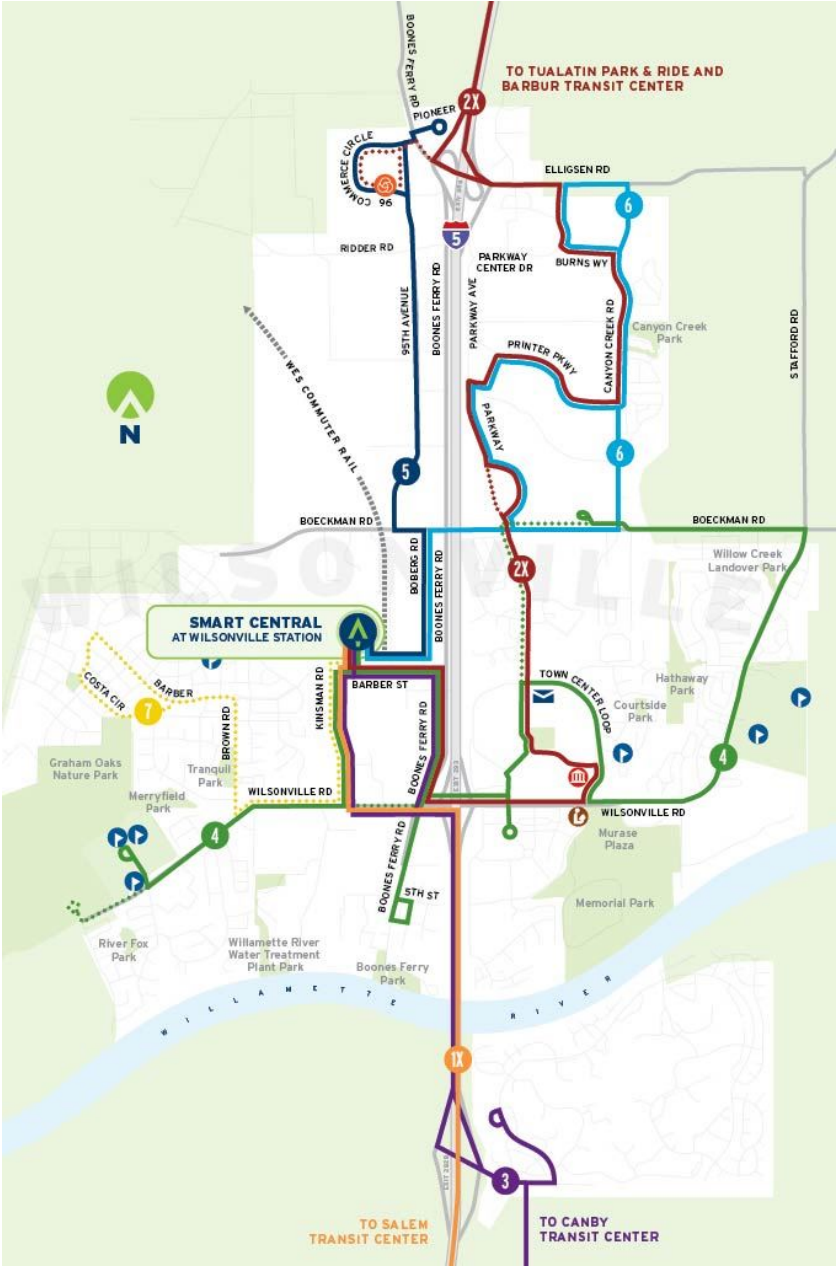 BOONES FERRY RD
TO TUALATIN PARK & RIDE AND
BARBUR TRANSIT CENTER
2X
PIONEER
COMMERCE CIRCLE
96
ELLIGSEN RD
6
5
RIDDER RD
PARKWAY
CENTER DR
BURNS WY
95TH AVENUE
BOONES FERRY RD
PARKWAY AVE
CANYON CREEK RD
Canyon Creek
Park
STAFFORD RD
PRINTER PKWY
WES COMMUTER RAIL
N
PARKWAY
6
5
BOECKMAN RD
BOECKMAN RD
WILSONVILLE
BOBERG RD
BOONES FERRY RD
2X
Willow Creek
Landover Park
SMART CENTRAL
AT WILSONVILLE STATION
BARBER ST
KINSMAN RD
COSTA CIR
BARBER
7
BROWN RD
BOONES FERRY RD
TOWN CENTER LOOP
Hathaway
Park
Courtside
Park
Graham Oaks
Nature Park
Tranquil
Park
Merryfield
Park
WILSONVILLE RD
EXIT 283
4
WILSONVILLE RD
4
Murase
Plaza
BOONES FERRY RD
5TH ST
Memorial Park
River Fox
Park
Willamette River
Water Treatment
Plant Park
Boones Ferry
Park
WILLAMETTE RIVER
1X
3
TO SALEM
TRANSIT CENTER
TO CANBY
TRANSIT CENTER